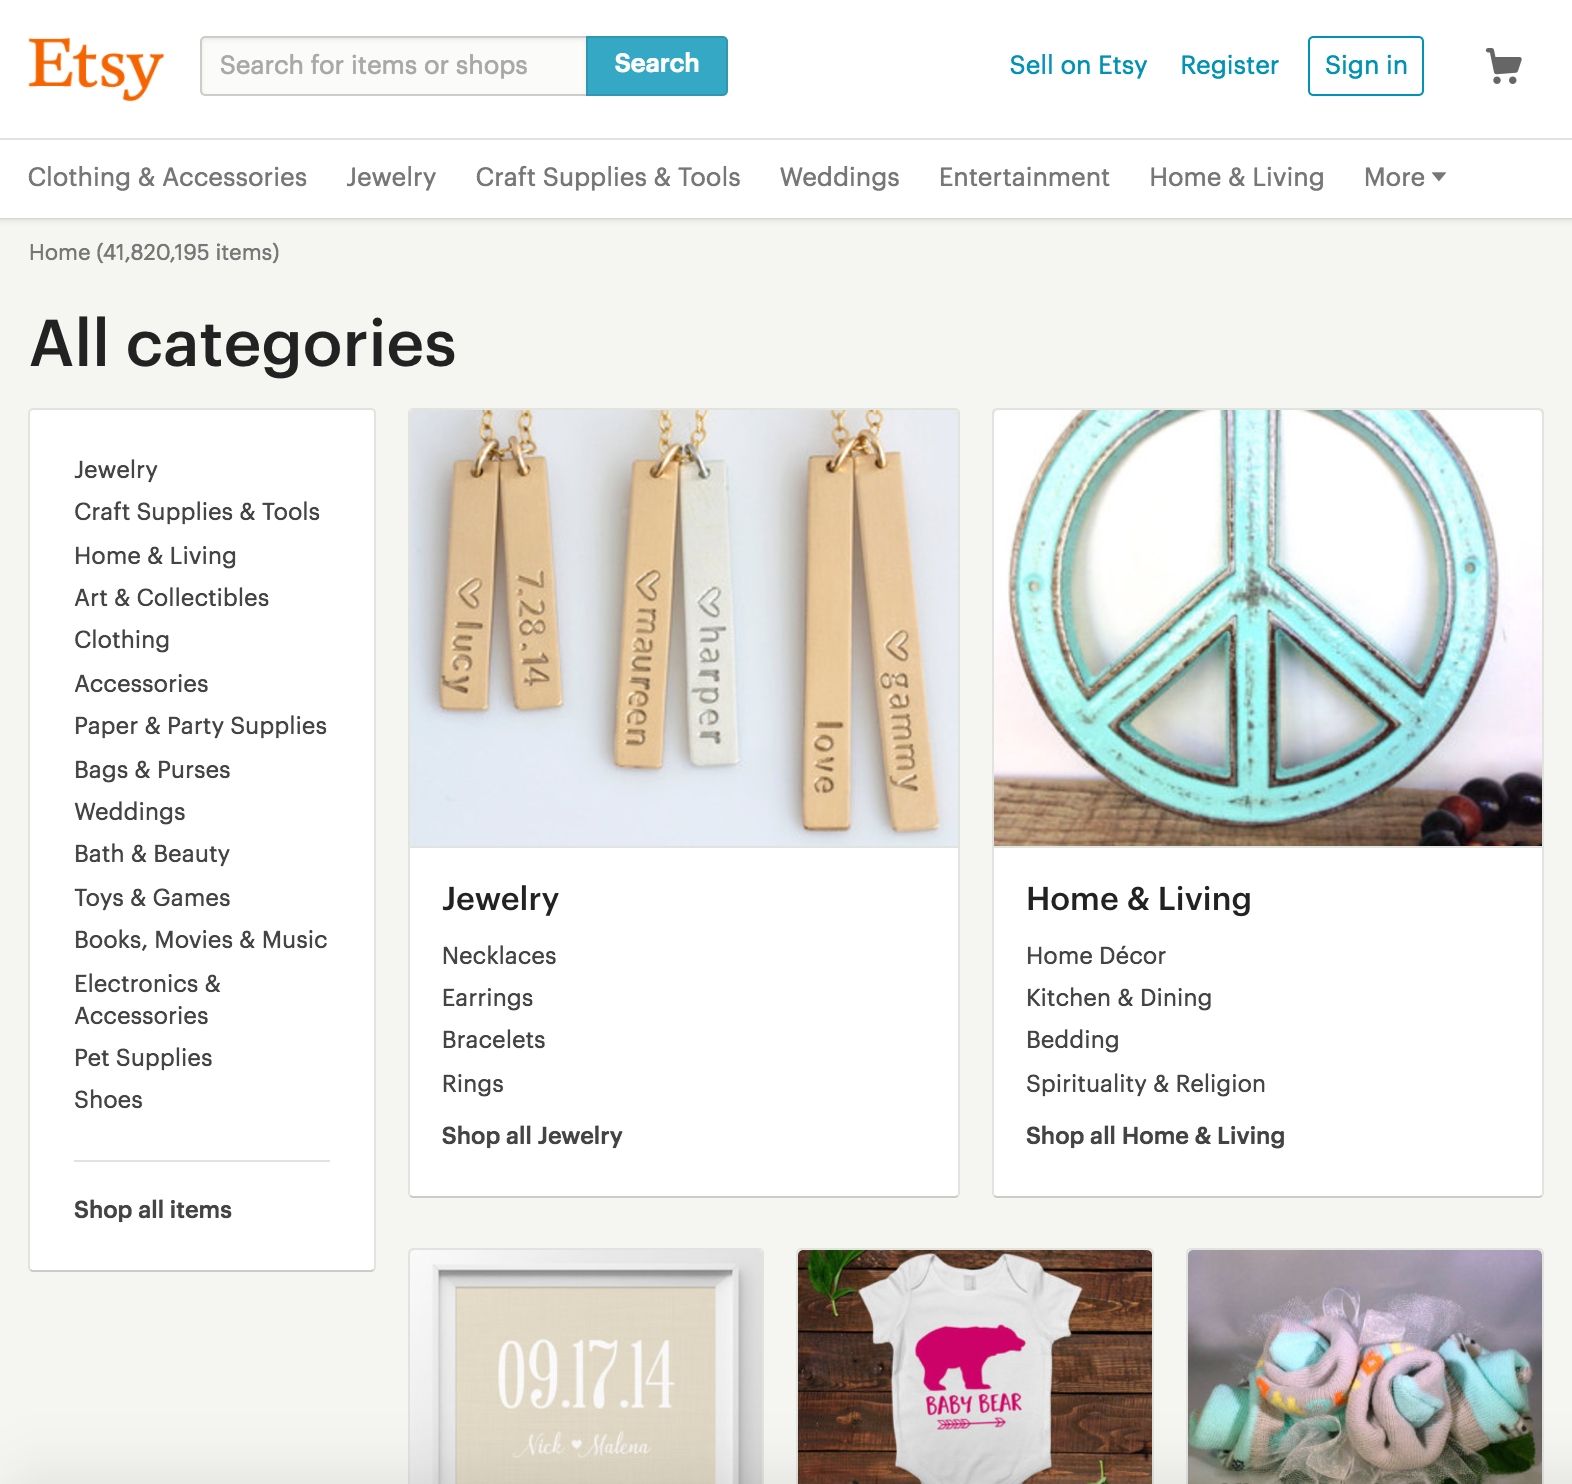 Etsy
Search for items or shops
Search
Sell on Etsy
Register
Sign in
Clothing & Accessories
Jewelry
Craft Supplies & Tools
Weddings
Entertainment
Home & Living
More
Home (41,820,195 items)
All categories
Jewelry
Craft Supplies & Tools
Home & Living
Art & Collectibles
Clothing
Accessories
Paper & Party Supplies
Bags & Purses
Weddings
Bath & Beauty
Toys & Games
Books, Movies & Music
Electronics &
Accessories
Pet Supplies
Shoes
Shop all items
lucy
7.28.14
maureen
harper
love
gammy
Jewelry
Necklaces
Earrings
Bracelets
Rings
Shop all Jewelry
Home & Living
Home Décor
Kitchen & Dining
Bedding
Spirituality & Religion
Shop all Home & Living
09.17.14
Nick ♥ Malena
BABY BEAR